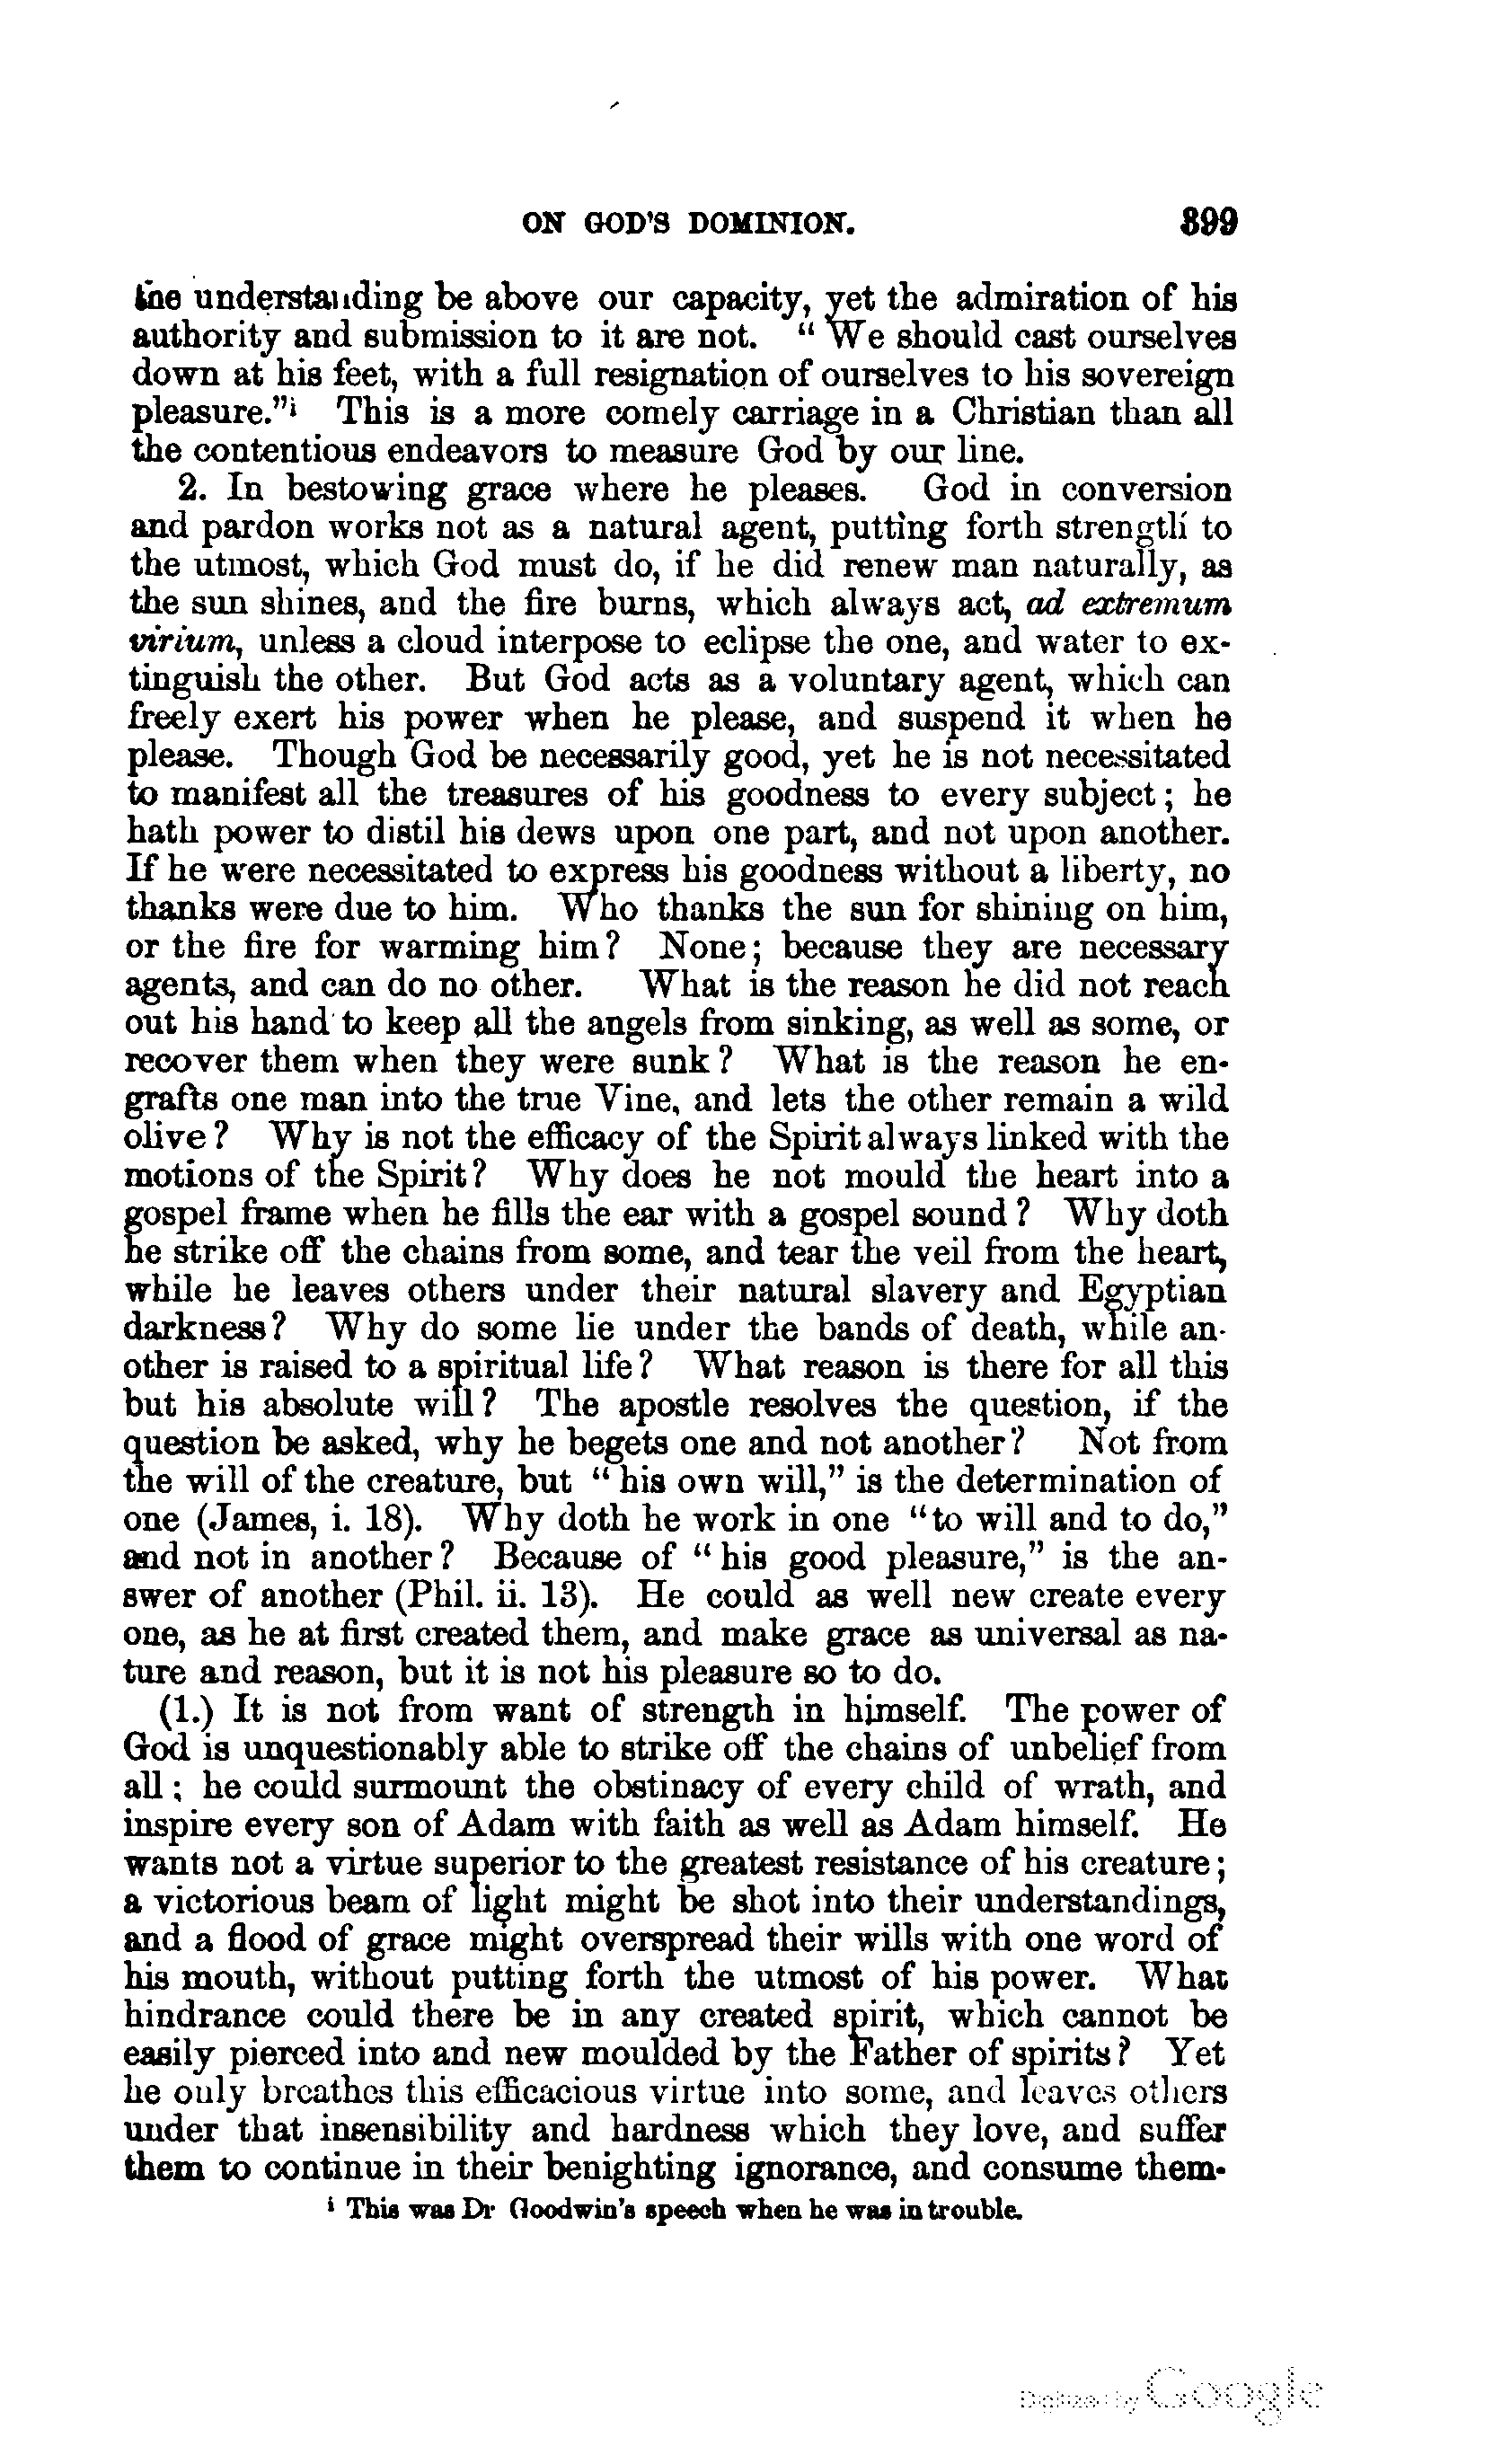 ON GOD'S DOMINION. 399
the understanding be above our capacity, yet the admiration of his
authority and submission to it are not. “We should cast ourselves
down at his feet, with a full resignation of ourselves to his sovereign
pleasure.”i This is a more comely carriage in a Christian than all
the contentious endeavors to measure God by our line.
2. In bestowing grace where he pleases. God in conversion
and pardon works not as a natural agent, putting forth strength to
the utmost, which God must do, if he did renew man naturally, as
the sun shines, and the fire burns, which always act, ad extremum
virium, unless a cloud interpose to eclipse the one, and water to ex-
tinguish the other. But God acts as a voluntary agent, which can
freely exert his power when he please, and suspend it when he
please. Though God be necessarily good, yet he is not necessitated
to manifest all the treasures of his goodness to every subject; he
hath power to distil his dews upon one part, and not upon another.
If he were necessitated to express his goodness without a liberty, no
thanks were due to him. Who thanks the sun for shining on him,
or the fire for warming him? None; because they are necessary
agents, and can do no other. What is the reason he did not reach
out his hand to keep all the angels from sinking, as well as some, or
recover them when they were sunk? What is the reason he en-
grafts one man into the true Vine, and lets the other remain a wild
olive? Why is not the efficacy of the Spirit always linked with the
motions of the Spirit? Why does he not mould the heart into a
gospel frame when he fills the ear with a gospel sound? Why doth
he strike off the chains from some, and tear the veil from the heart,
while he leaves others under their natural slavery and Egyptian
darkness? Why do some lie under the bands of death, while an-
other is raised to a spiritual life? What reason is there for all this
but his absolute will? The apostle resolves the question, if the
question be asked, why he begets one and not another? Not from
the will of the creature, but “his own will,” is the determination of
one (James, i. 18). Why doth he work in one “to will and to do,”
and not in another? Because of “his good pleasure,” is the an-
swer of another (Phil. ii. 13). He could as well new create every
one, as he at first created them, and make grace as universal as na-
ture and reason, but it is not his pleasure so to do.
(1.) It is not from want of strength in himself. The power of
God is unquestionably able to strike off the chains of unbelief from
all; he could surmount the obstinacy of every child of wrath, and
inspire every son of Adam with faith as well as Adam himself. He
wants not a virtue superior to the greatest resistance of his creature;
a victorious beam of light might be shot into their understandings,
and a flood of grace might overspread their wills with one word of
his mouth, without putting forth the utmost of his power. What
hindrance could there be in any created spirit, which cannot be
easily pierced into and new moulded by the Father of spirits? Yet
he only breathes this efficacious virtue into some, and leaves others
under that insensibility and hardness which they love, and suffer
them to continue in their benighting ignorance, and consume them-
i This was Dr Goodwin's speech when he was in trouble.
Digitized by Google